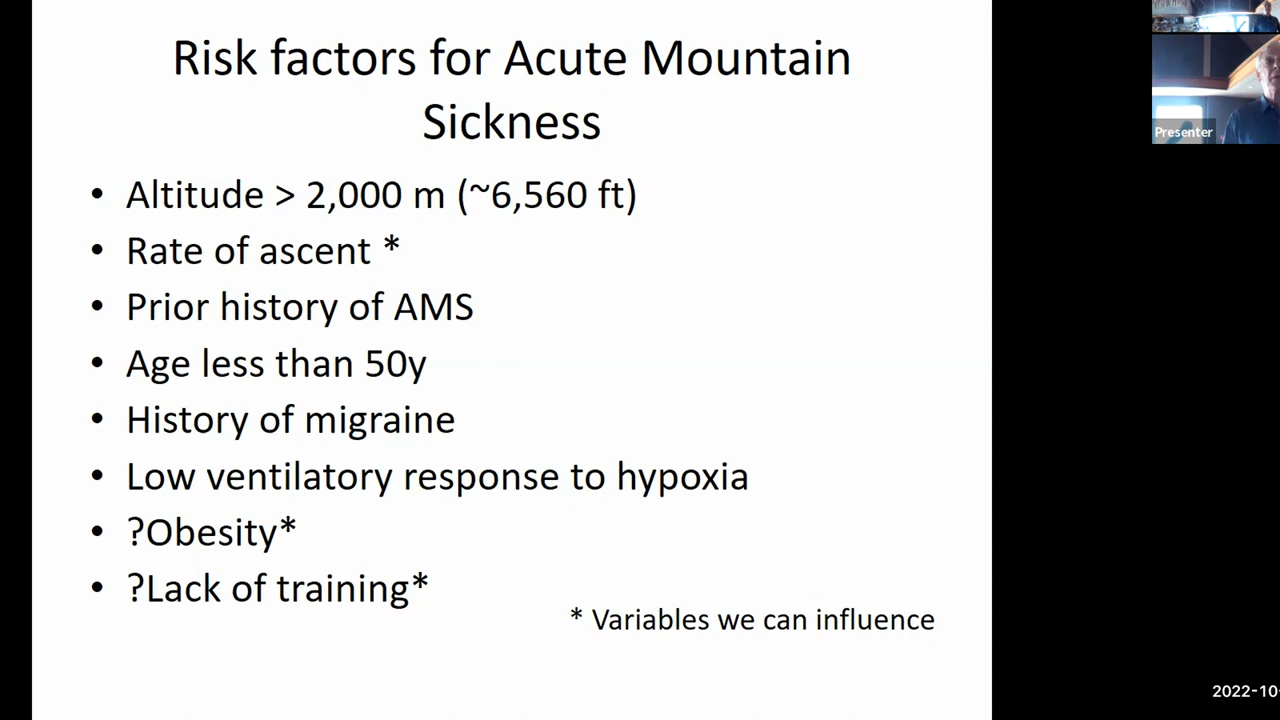 Risk factors for Acute Mountain
Sickness
• Altitude > 2,000 m (~6,560 ft)
• Rate of ascent *
• Prior history of AMS
• Age less than 50y
• History of migraine
• Low ventilatory response to hypoxia
• ?Obesity*
• ?Lack of training*
* Variables we can influence
Presenter
2022-10-